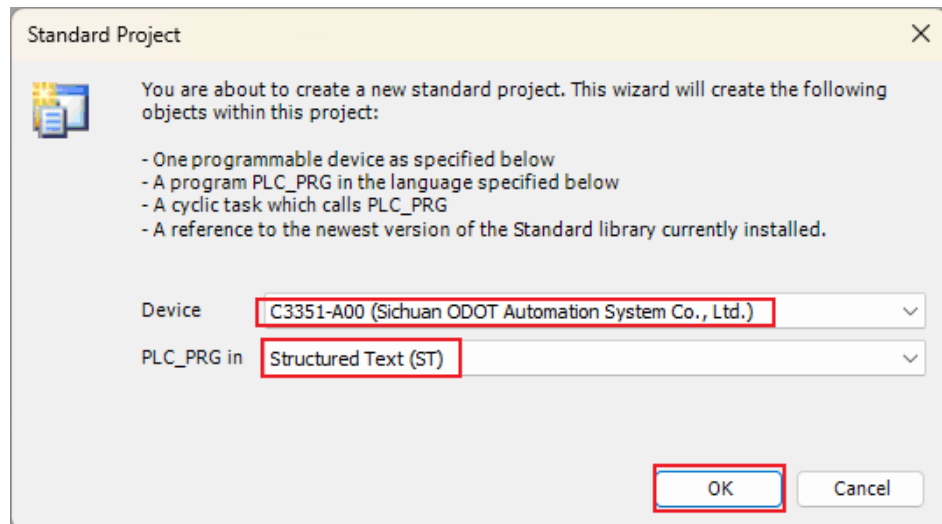 Standard Project
You are about to create a new standard project. This wizard will create the following
objects within this project:
- One programmable device as specified below
- A program PLC_PRG in the language specified below
- A cyclic task which calls PLC_PRG
- A reference to the newest version of the Standard library currently installed.
Device
C3351-A00 (Sichuan ODOT Automation System Co., Ltd.)
PLC_PRG in
Structured Text (ST)
OK
Cancel